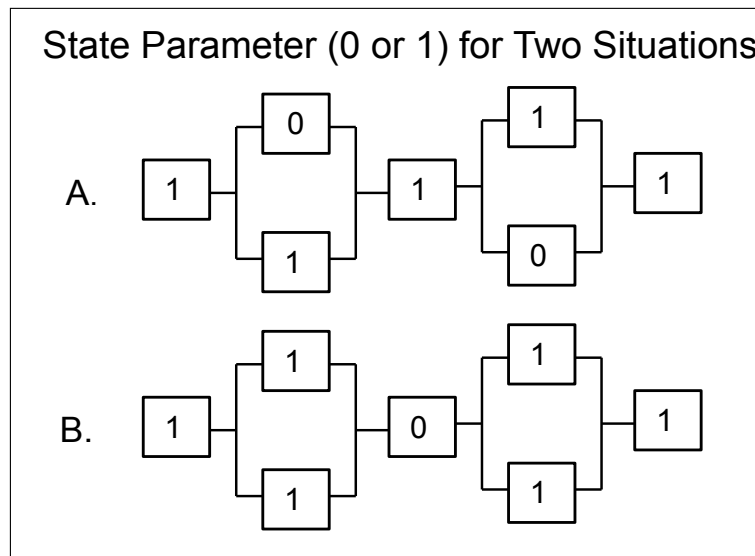 State Parameter (0 or 1) for Two Situations
0 1
A. 1 1 1
1 0
1 1
B. 1 0 1
1 1